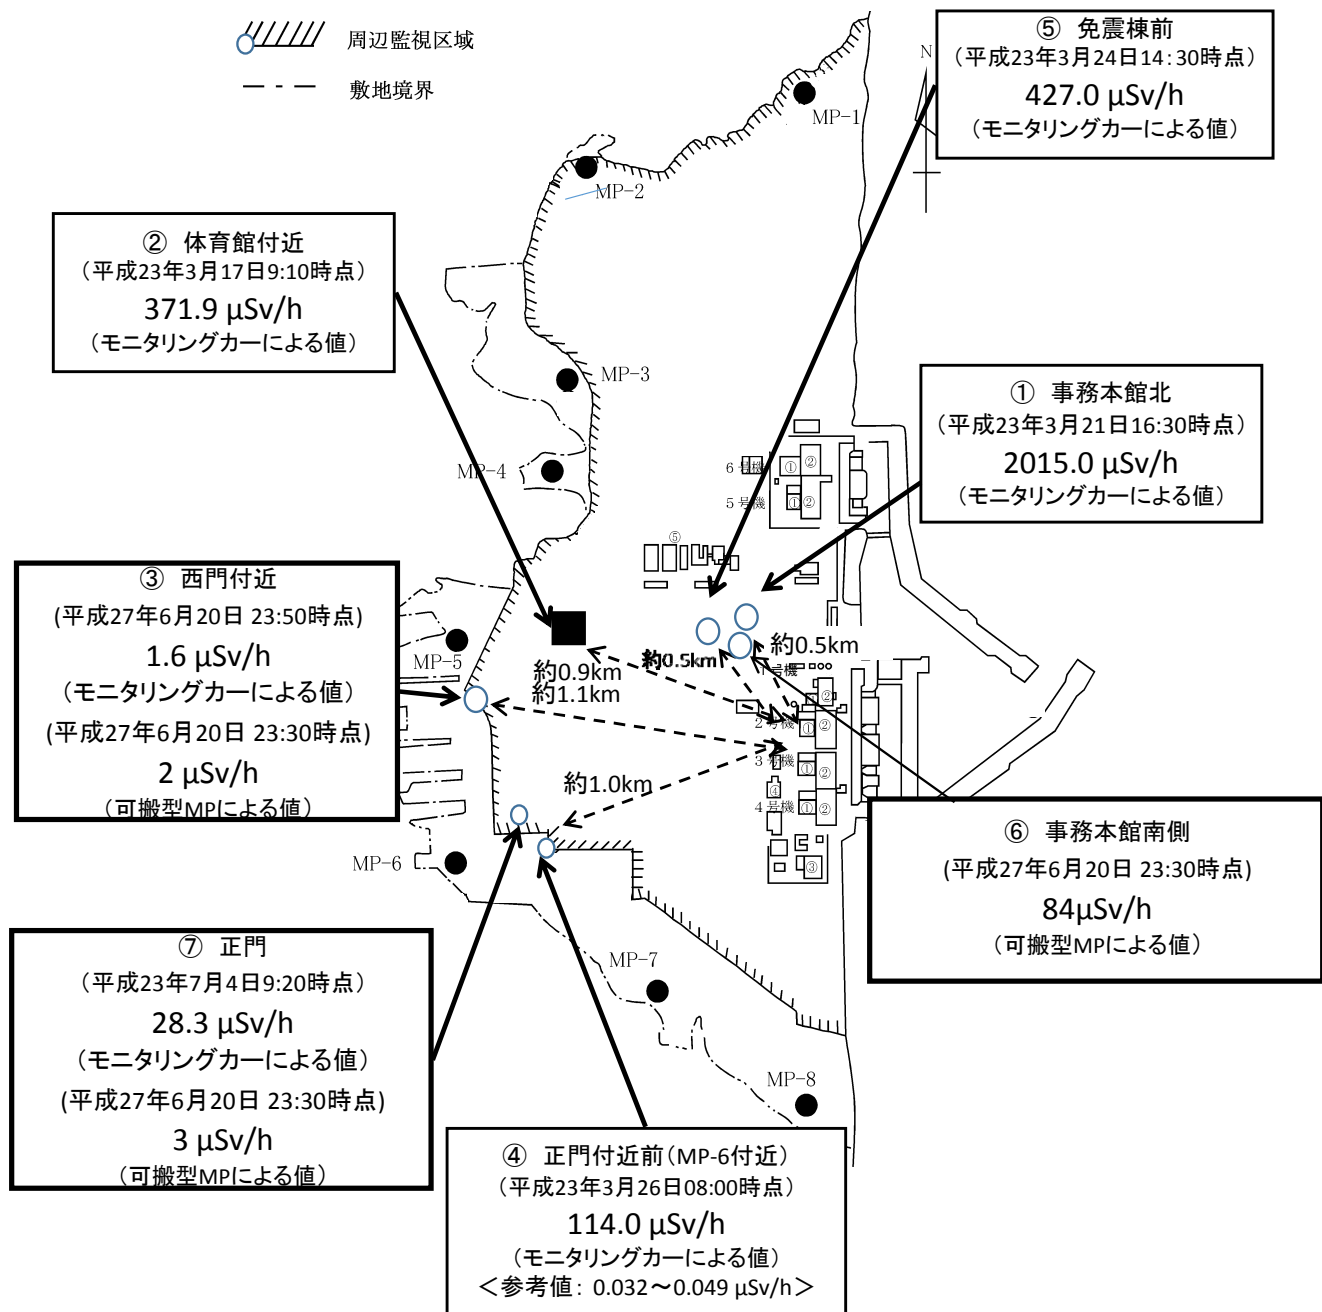 周辺監視区域
敷地境界
⑤ 免震棟前
(平成23年3月24日14:30時点)
427.0 μSv/h
(モニタリングカーによる値)
N
MP-1
MP-2
② 体育館付近
(平成23年3月17日9:10時点)
371.9 μSv/h
(モニタリングカーによる値)
MP-3
① 事務本館北
(平成23年3月21日16:30時点)
2015.0 μSv/h
(モニタリングカーによる値)
MP-4
6号機
① ②
5号機
① ②
⑤
③ 西門付近
(平成27年6月20日 23:50時点)
1.6 μSv/h
(モニタリングカーによる値)
(平成27年6月20日 23:30時点)
2 μSv/h
(可搬型MPによる値)
MP-5
約0.9km
約1.1km
約0.5km
約0.5km
1号機
②
2号機
① ②
3号機
① ②
④
4号機
① ②
③
約1.0km
MP-6
⑥ 事務本館南側
(平成27年6月20日 23:30時点)
84μSv/h
(可搬型MPによる値)
⑦ 正門
(平成23年7月4日9:20時点)
28.3 μSv/h
(モニタリングカーによる値)
(平成27年6月20日 23:30時点)
3 μSv/h
(可搬型MPによる値)
MP-7
MP-8
④ 正門付近前(MP-6付近)
(平成23年3月26日08:00時点)
114.0 μSv/h
(モニタリングカーによる値)
<参考値: 0.032～0.049 μSv/h>